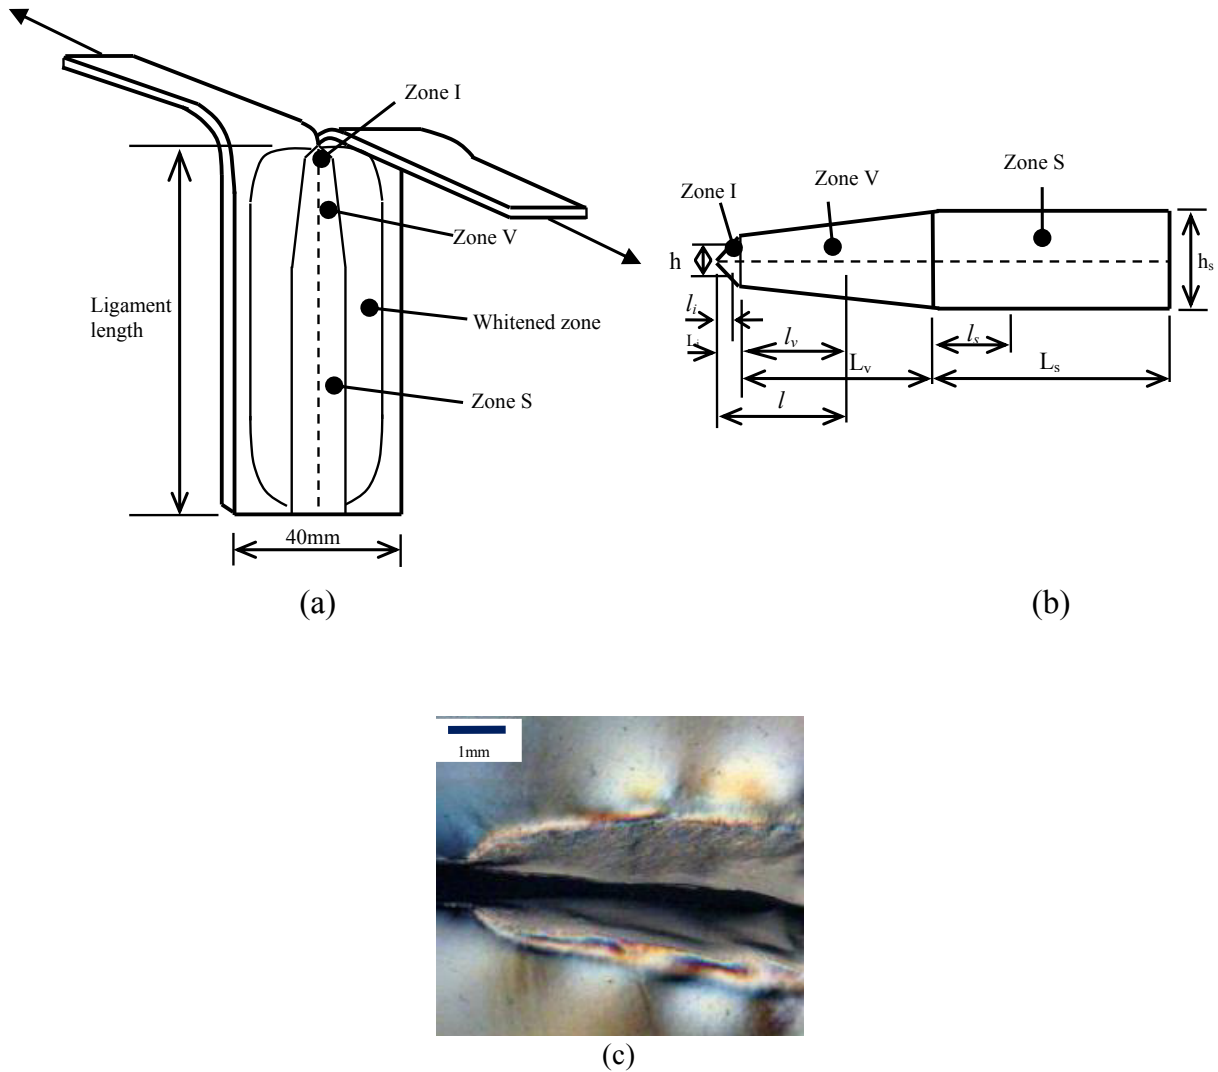 Zone I
Zone V
Ligament
length
Whitened zone
Zone S
40mm
(a)
Zone S
Zone V
Zone I
h
hs
li
Li
lv
ls
Lv
Ls
l
(b)
1mm
(c)